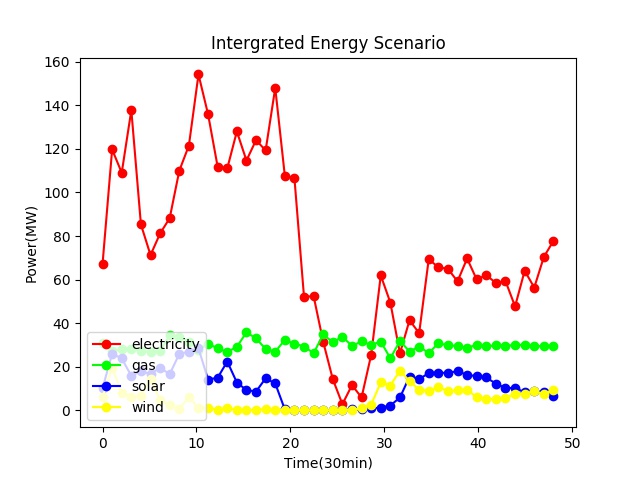 Intergrated Energy Scenario
160
140
120
100
80
60
40
20
0
Power(MW)
electricity
gas
solar
wind
0 10 20 30 40 50
Time(30min)